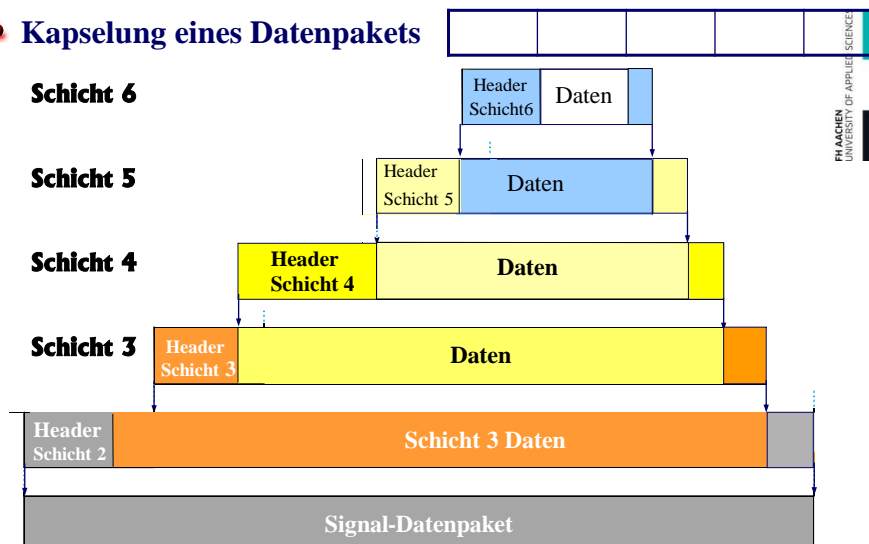 Kapselung eines Datenpakets
FH AACHEN
UNIVERSITY OF APPLIED SCIENCES
Schicht 6
Header
Schicht6
Daten
Schicht 5
Header
Schicht 5
Daten
Schicht 4
Header
Schicht 4
Daten
Schicht 3
Header
Schicht 3
Daten
Header
Schicht 2
Schicht 3 Daten
Signal-Datenpaket